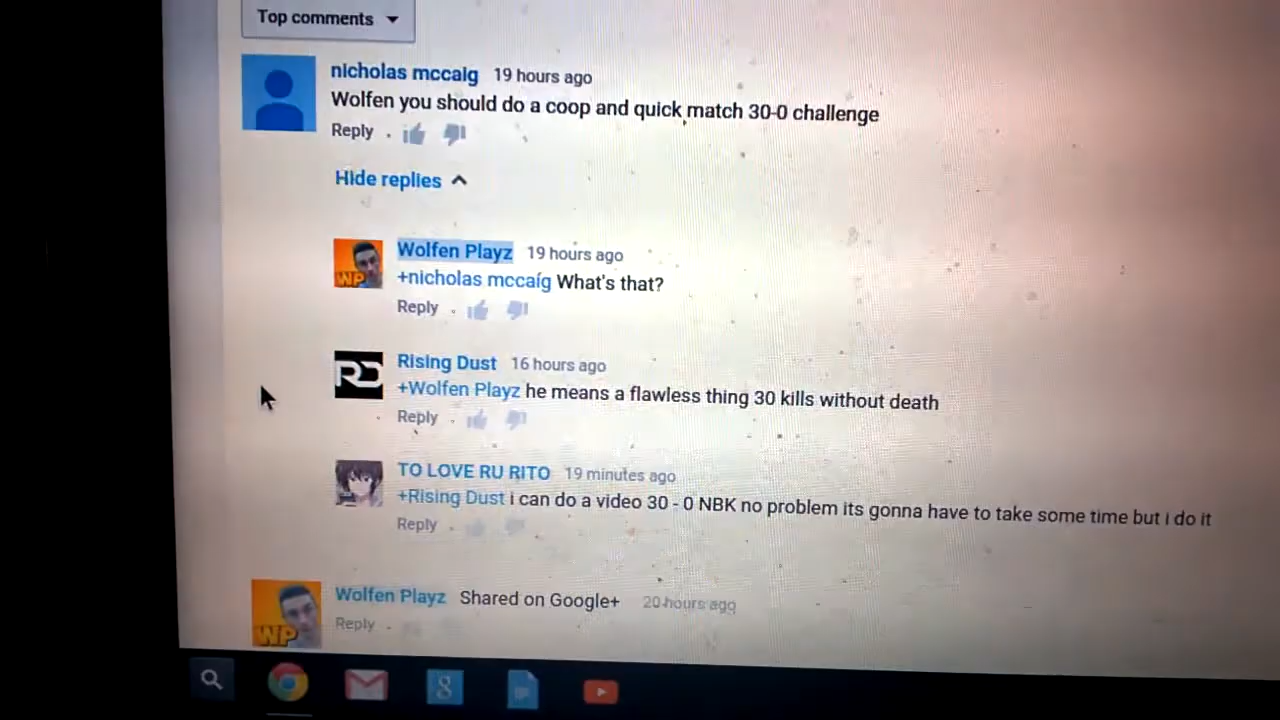 Top comments
nicholas mccaig 19 hours ago
Wolfen you should do a coop and quick match 30-0 challenge
Reply
Hide replies
Wolfen Playz 19 hours ago
+nicholas mccaig What's that?
Reply
Rising Dust 16 hours ago
+Wolfen Playz he means a flawless thing 30 kills without death
Reply
TO LOVE RU RITO 19 minutes ago
+Rising Dust i can do a video 30 - 0 NBK no problem its gonna have to take some time but i do it
Reply
Wolfen Playz Shared on Google+ 20 hours ago
Reply
WP
WP
RD
8